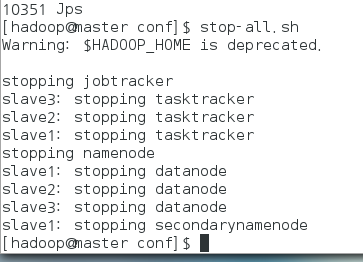 10351 Jps
[hadoop@master conf]$ stop-all.sh
Warning: $HADOOP_HOME is deprecated.
stopping jobtracker
slave3: stopping tasktracker
slave2: stopping tasktracker
slave1: stopping tasktracker
stopping namenode
slave1: stopping datanode
slave2: stopping datanode
slave3: stopping datanode
slave1: stopping secondarynamenode
[hadoop@master conf]$